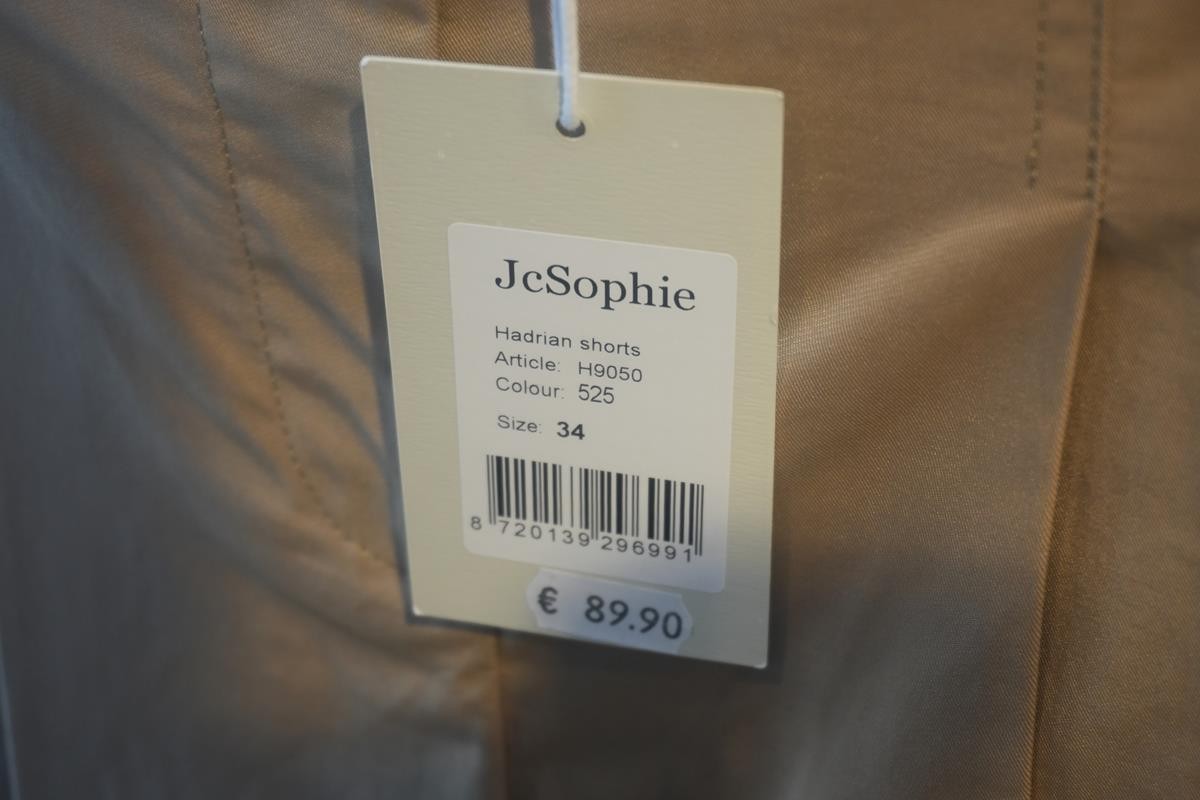 JcSophie
Hadrian shorts
Article: H9050
Colour: 525
Size: 34
8 720139 296991
€ 89.90